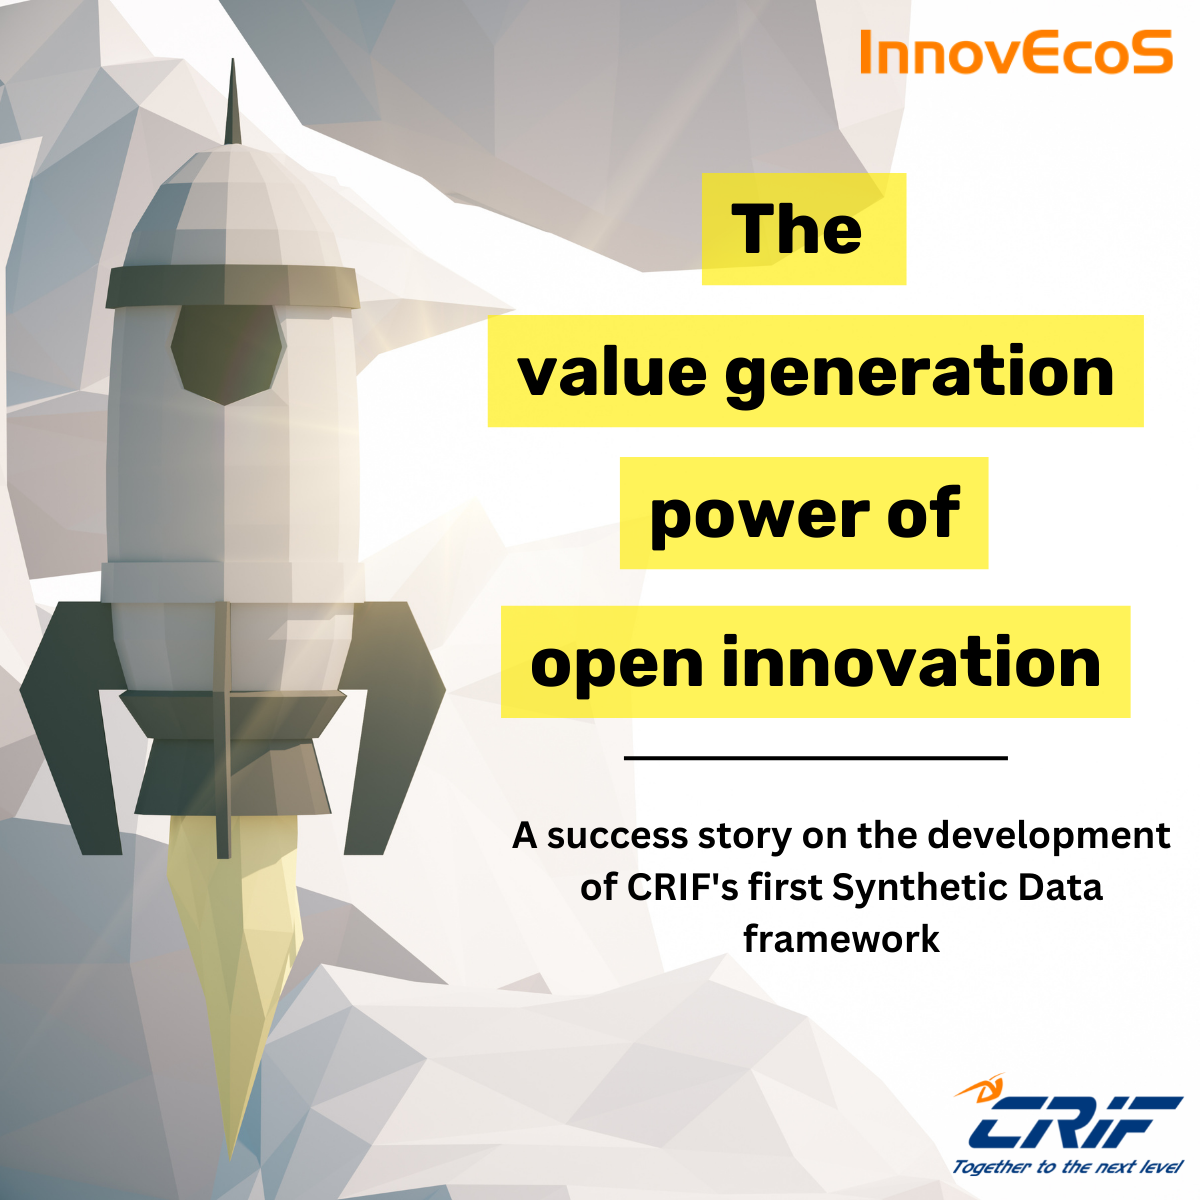 InnovEcoS
The
value generation
power of
open innovation
A success story on the development
of CRIF's first Synthetic Data
framework
CRIF
Together to the next level